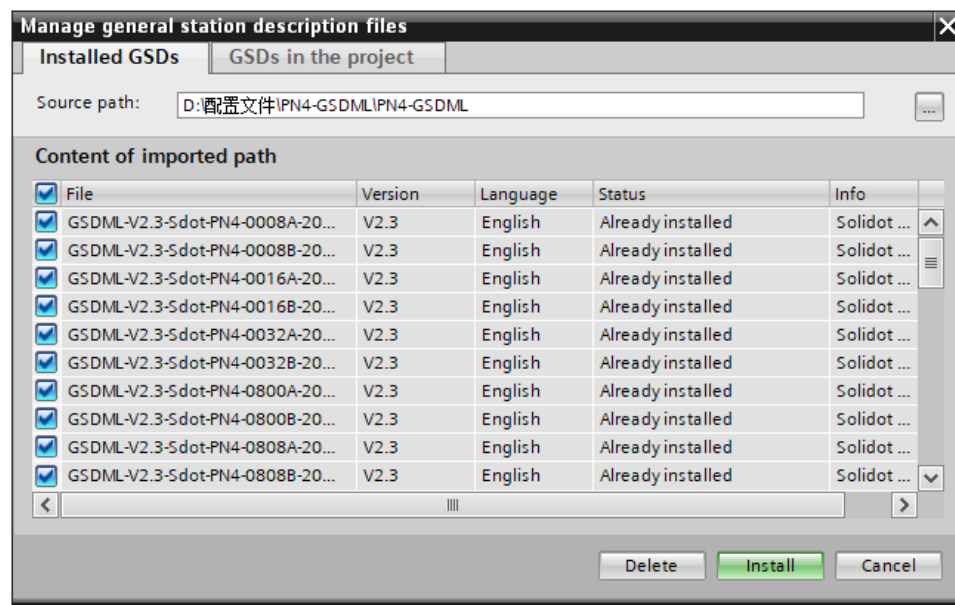 Manage general station description files
Installed GSDs GSDs in the project
Source path: D:\配置文件\PN4-GSDML\PN4-GSDML ...
Content of imported path
File Version Language Status Info
GSDML-V2.3-Sdot-PN4-0008A-20... V2.3 English Already installed Solidot ...
GSDML-V2.3-Sdot-PN4-0008B-20... V2.3 English Already installed Solidot ...
GSDML-V2.3-Sdot-PN4-0016A-20... V2.3 English Already installed Solidot ...
GSDML-V2.3-Sdot-PN4-0016B-20... V2.3 English Already installed Solidot ...
GSDML-V2.3-Sdot-PN4-0032A-20... V2.3 English Already installed Solidot ...
GSDML-V2.3-Sdot-PN4-0032B-20... V2.3 English Already installed Solidot ...
GSDML-V2.3-Sdot-PN4-0800A-20... V2.3 English Already installed Solidot ...
GSDML-V2.3-Sdot-PN4-0800B-20... V2.3 English Already installed Solidot ...
GSDML-V2.3-Sdot-PN4-0808A-20... V2.3 English Already installed Solidot ...
GSDML-V2.3-Sdot-PN4-0808B-20... V2.3 English Already installed Solidot ...
Delete Install Cancel